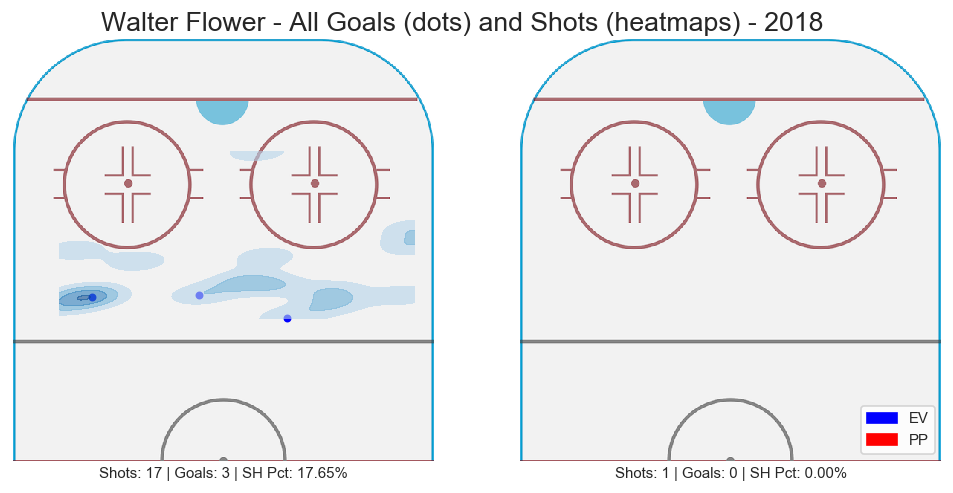 Walter Flower - All Goals (dots) and Shots (heatmaps) - 2018
EV
PP
Shots: 17 | Goals: 3 | SH Pct: 17.65%
Shots: 1 | Goals: 0 | SH Pct: 0.00%